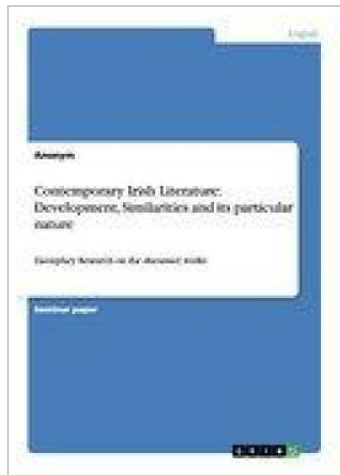 English
Anonym
Contemporary Irish Literature:
Development, Similarities and its particular
nature
Exemplary Research on the discussed works
Seminar paper
G R I N